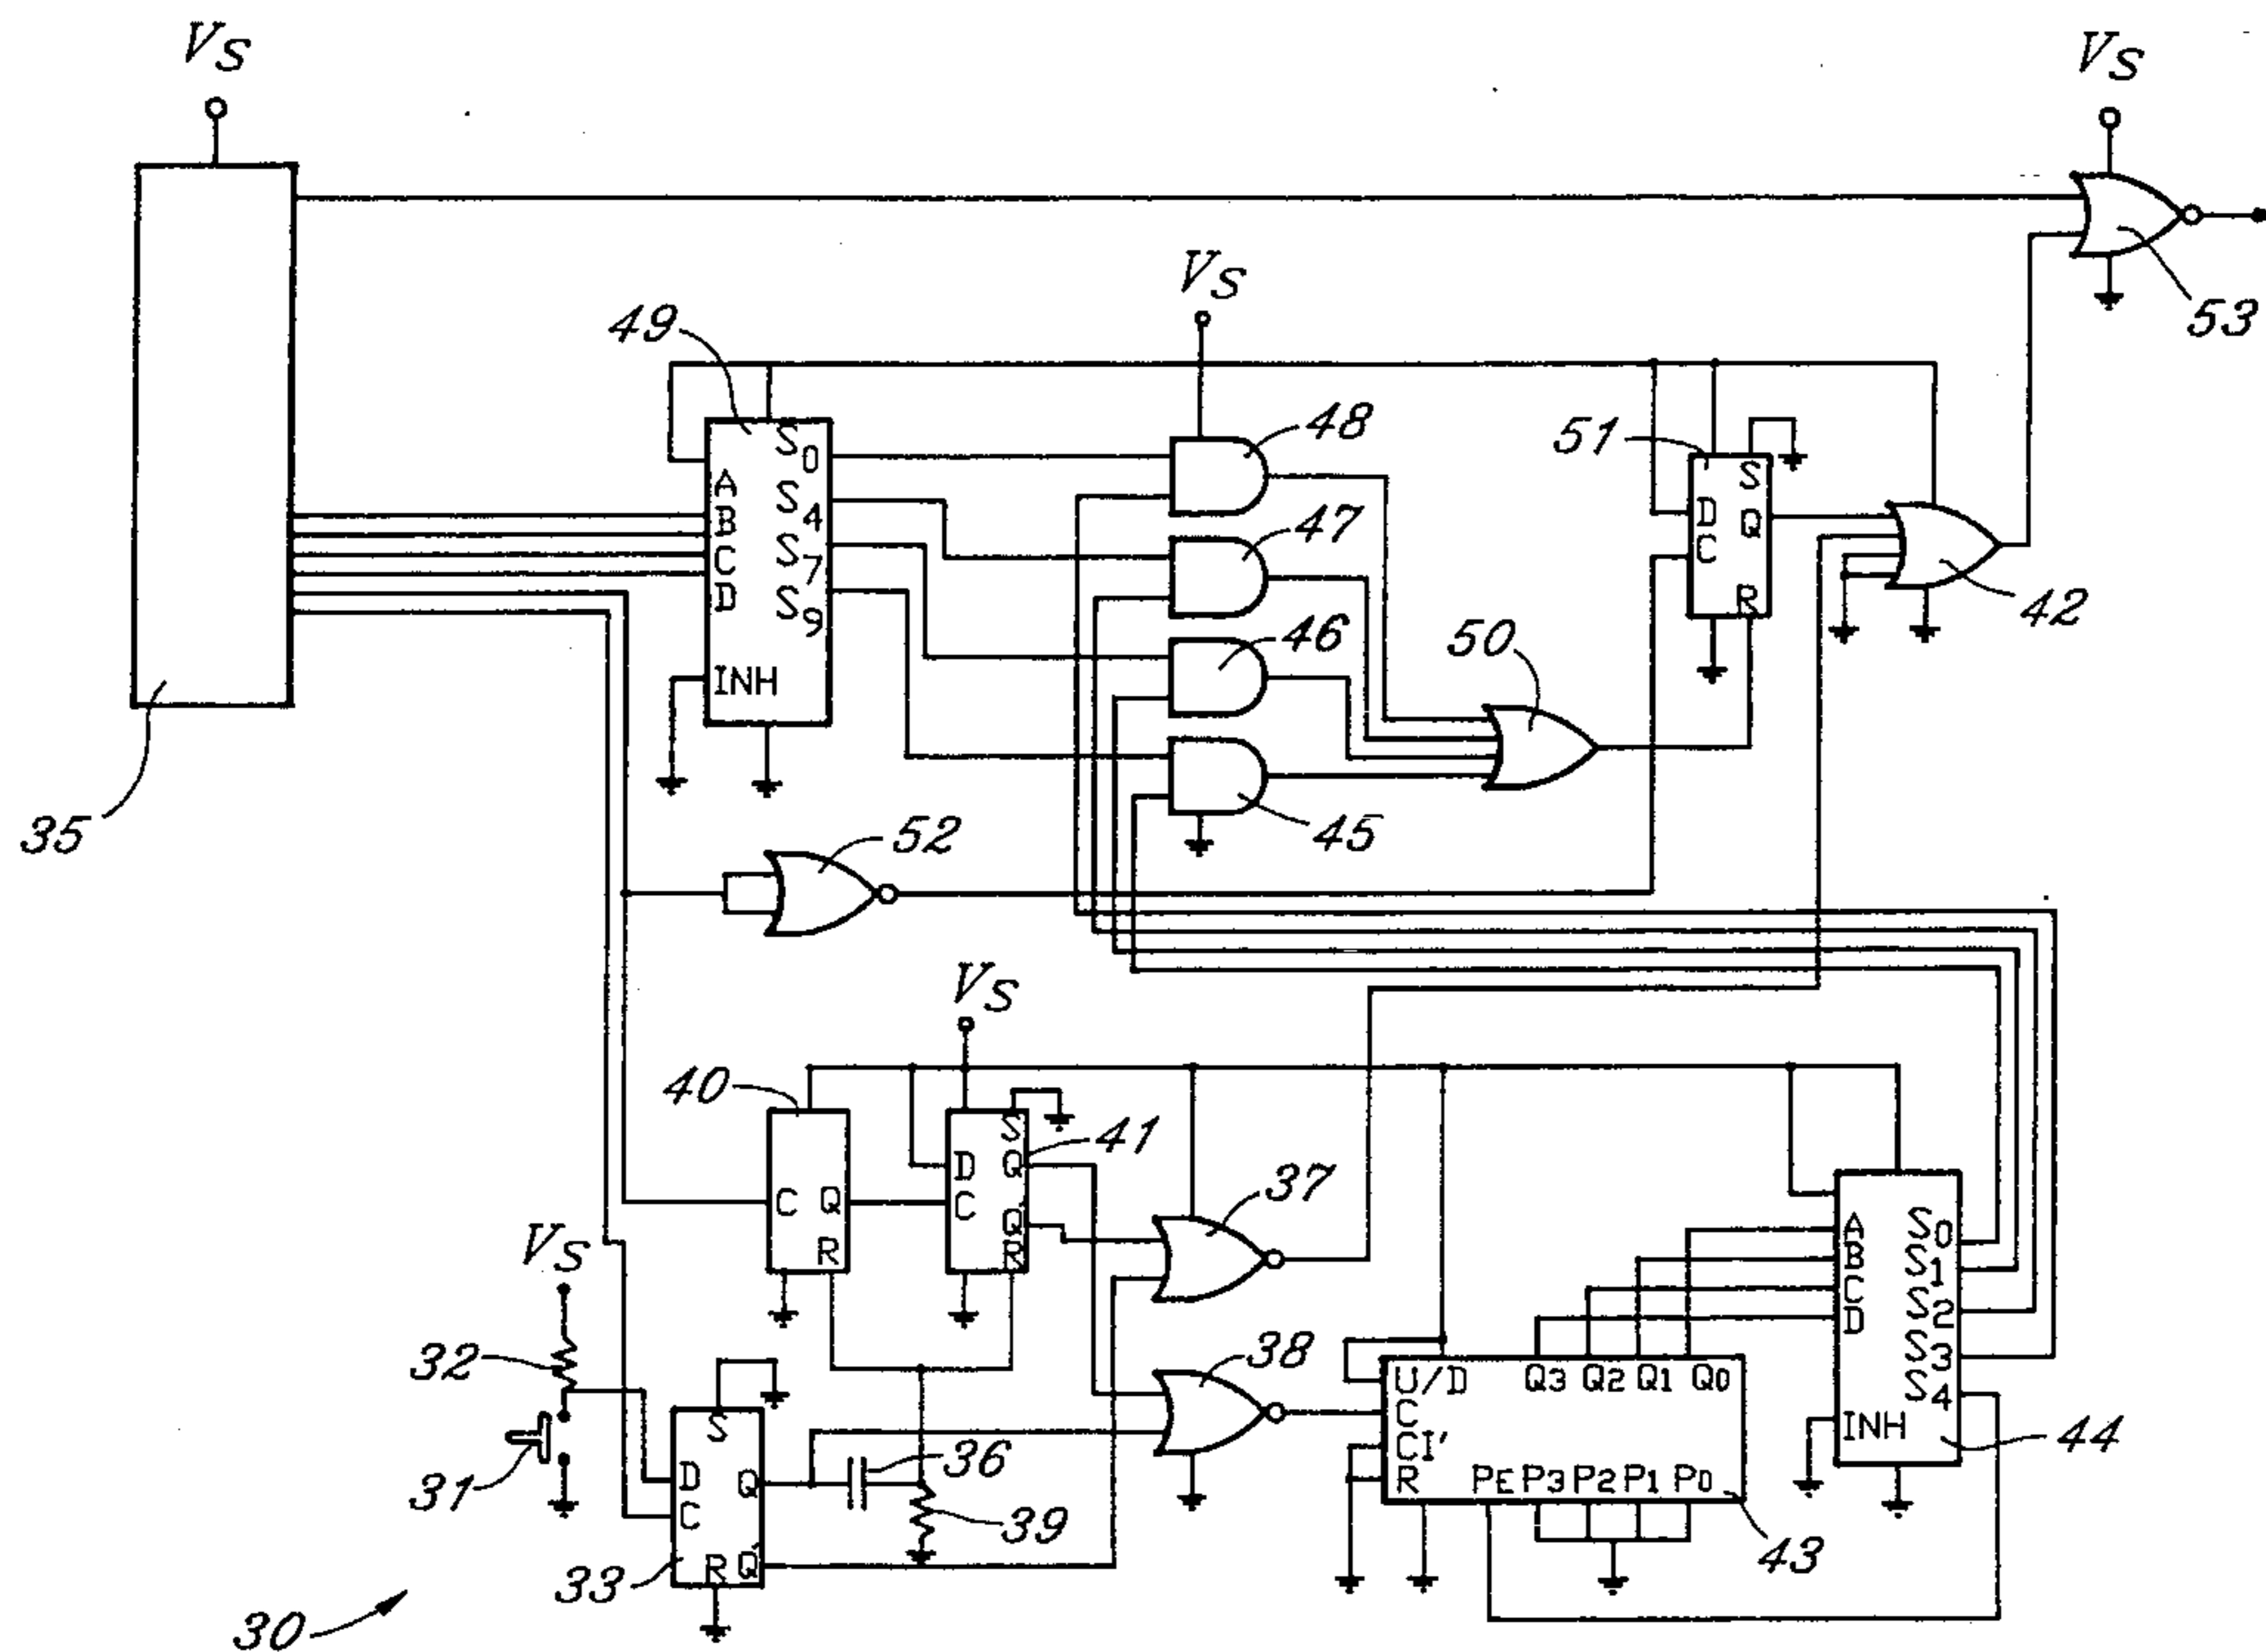 VS
VS
VS
53
49
48
51
S0
S
A
S4
47
D
Q
B
C
S7
C
46
R
42
D
S9
50
INH
45
35
52
VS
40
S
41
D
Q
37
C
Q
C
S0
A
VS
R
Q'
R
B
S1
C
S2
32
38
D
S3
U/D
Q3
Q2
Q1
Q0
S4
S
C
INH
44
31
D
Q
36
CI'
C
R
PE
P3
P2
P1
P0
39
33
R
Q'
43
30